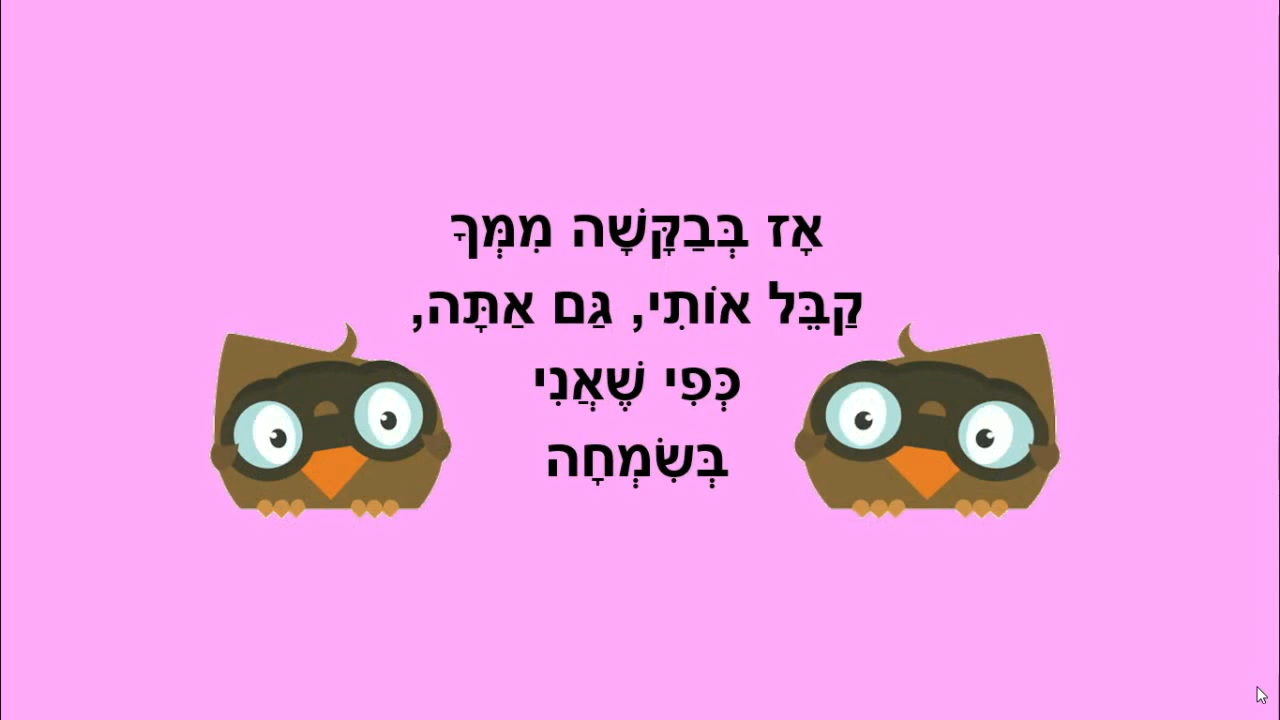 אָז בְּבַקָּשָׁה מִמְּךָ
קַבֵּל אוֹתִי, גַּם אַתָּה,
כְּפִי שֶׁאֲנִי
בְּשִׂמְחָה